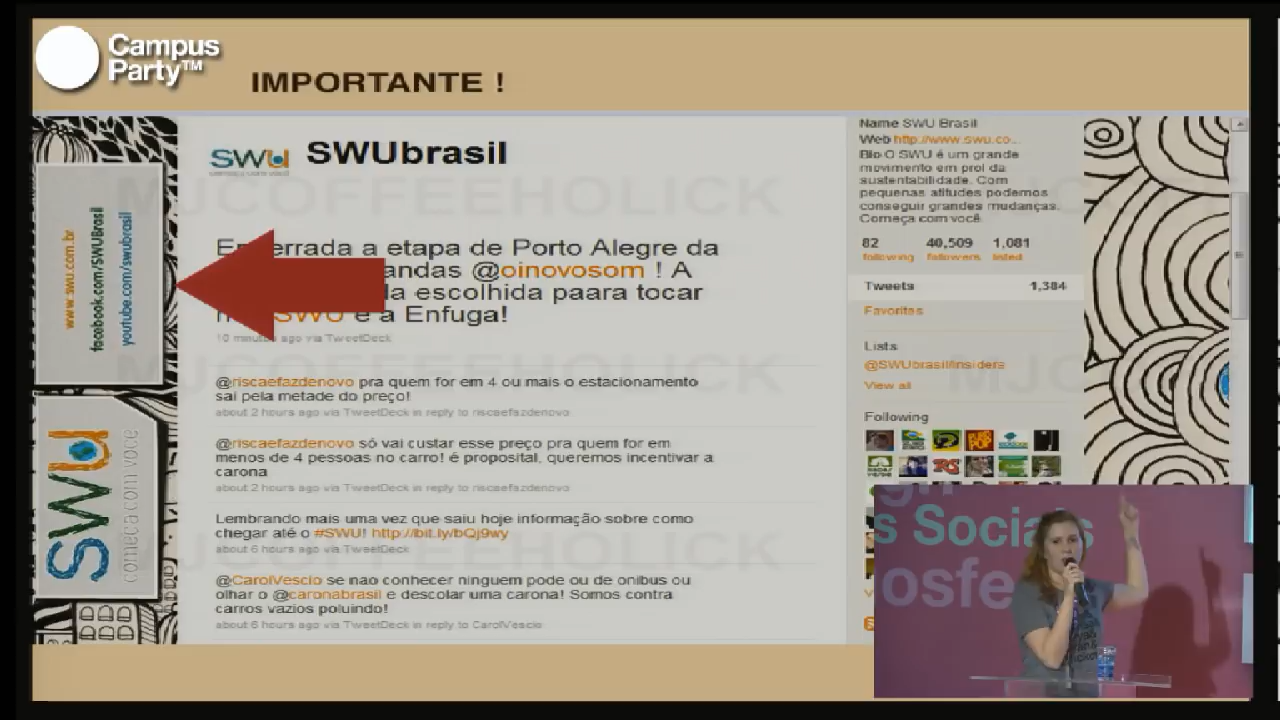 Campus
Party™
IMPORTANTE !
www.swu.com.br
facebook.com/SWUBrasil
youtube.com/swubrasil
swu
começa com você
swu
SWUbrasil
MJCOFFEEHOLICK
errada a etapa de Porto Alegre da
andas @oinovosom ! A
da escolhida paara tocar
SWU é a Enfuga!
10 minutes ago via TweetDeck
@riscaefazdenovo pra quem for em 4 ou mais o estacionamento
sai pela metade do preço!
about 2 hours ago via TweetDeck in reply to riscaefazdenovo
@riscaefazdenovo só vai custar esse preço pra quem for em
menos de 4 pessoas no carro! é proposital, queremos incentivar a
carona
about 2 hours ago via TweetDeck in reply to riscaefazdenovo
Lembrando mais uma vez que saiu hoje informação sobre como
chegar até o #SWU! http://bit.ly/bQj9wy
about 6 hours ago via TweetDeck
@CarolVescio se nao conhecer ninguem pode ou de onibus ou
olhar o @caronabrasil e descolar uma carona! Somos contra
carros vazios poluindo!
about 6 hours ago via TweetDeck in reply to CarolVescio
MJCOFFEEHOLICK
MJCOFFEEHOLICK
Name SWU Brasil
Web http://www.swu.co...
Bio O SWU é um grande
movimento em prol da
sustentabilidade. Com
pequenas atitudes podemos
conseguir grandes mudanças.
Começa com você.
82 40,509 1,081
following followers listed
Tweets 1,384
Favorites
Lists
@SWUbrasil/insiders
View all
Following
s Sociais
osfe